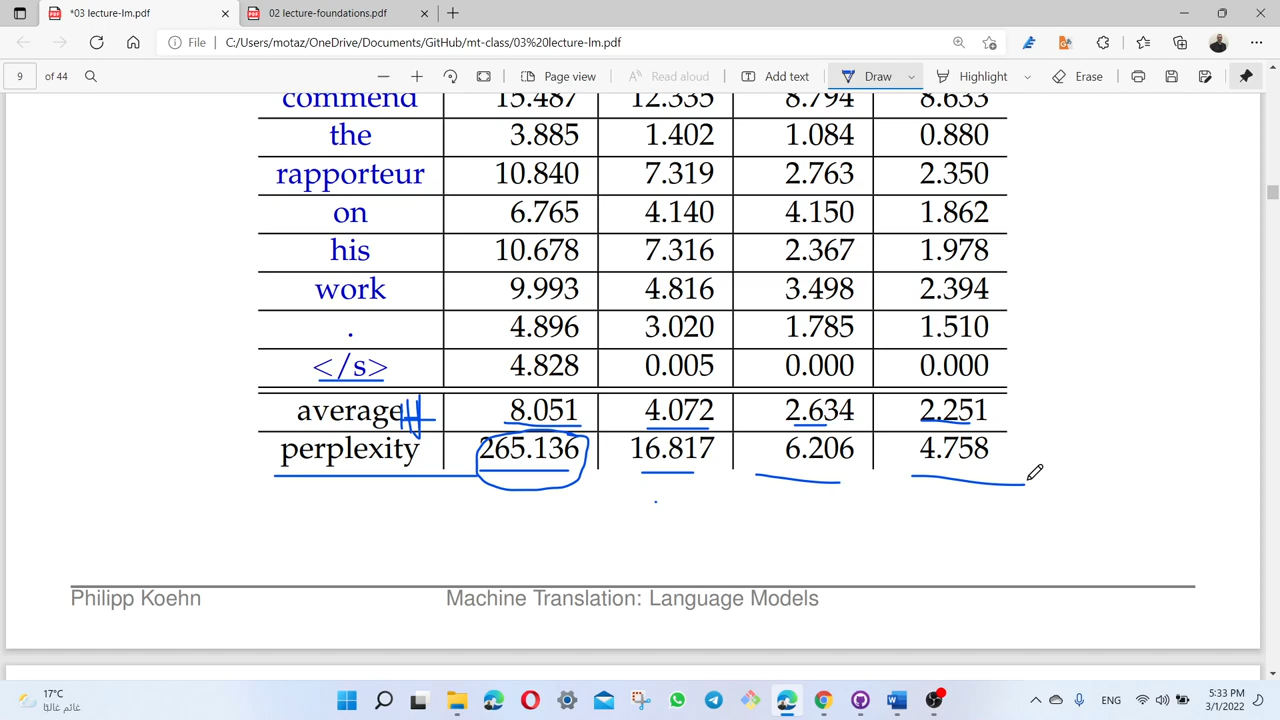 *03 lecture-lm.pdf
02 lecture-foundations.pdf
File C:/Users/motaz/OneDrive/Documents/GitHub/mt-class/03%20lecture-lm.pdf
9 of 44 Page view Read aloud Add text Draw Highlight Erase
commend 15.487 12.335 8.794 8.633
the 3.885 1.402 1.084 0.880
rapporteur 10.840 7.319 2.763 2.350
on 6.765 4.140 4.150 1.862
his 10.678 7.316 2.367 1.978
work 9.993 4.816 3.498 2.394
. 4.896 3.020 1.785 1.510
</s> 4.828 0.005 0.000 0.000
average 8.051 4.072 2.634 2.251
perplexity 265.136 16.817 6.206 4.758
Philipp Koehn Machine Translation: Language Models
17°C
غائم غالبًا
ENG
5:33 PM
3/1/2022